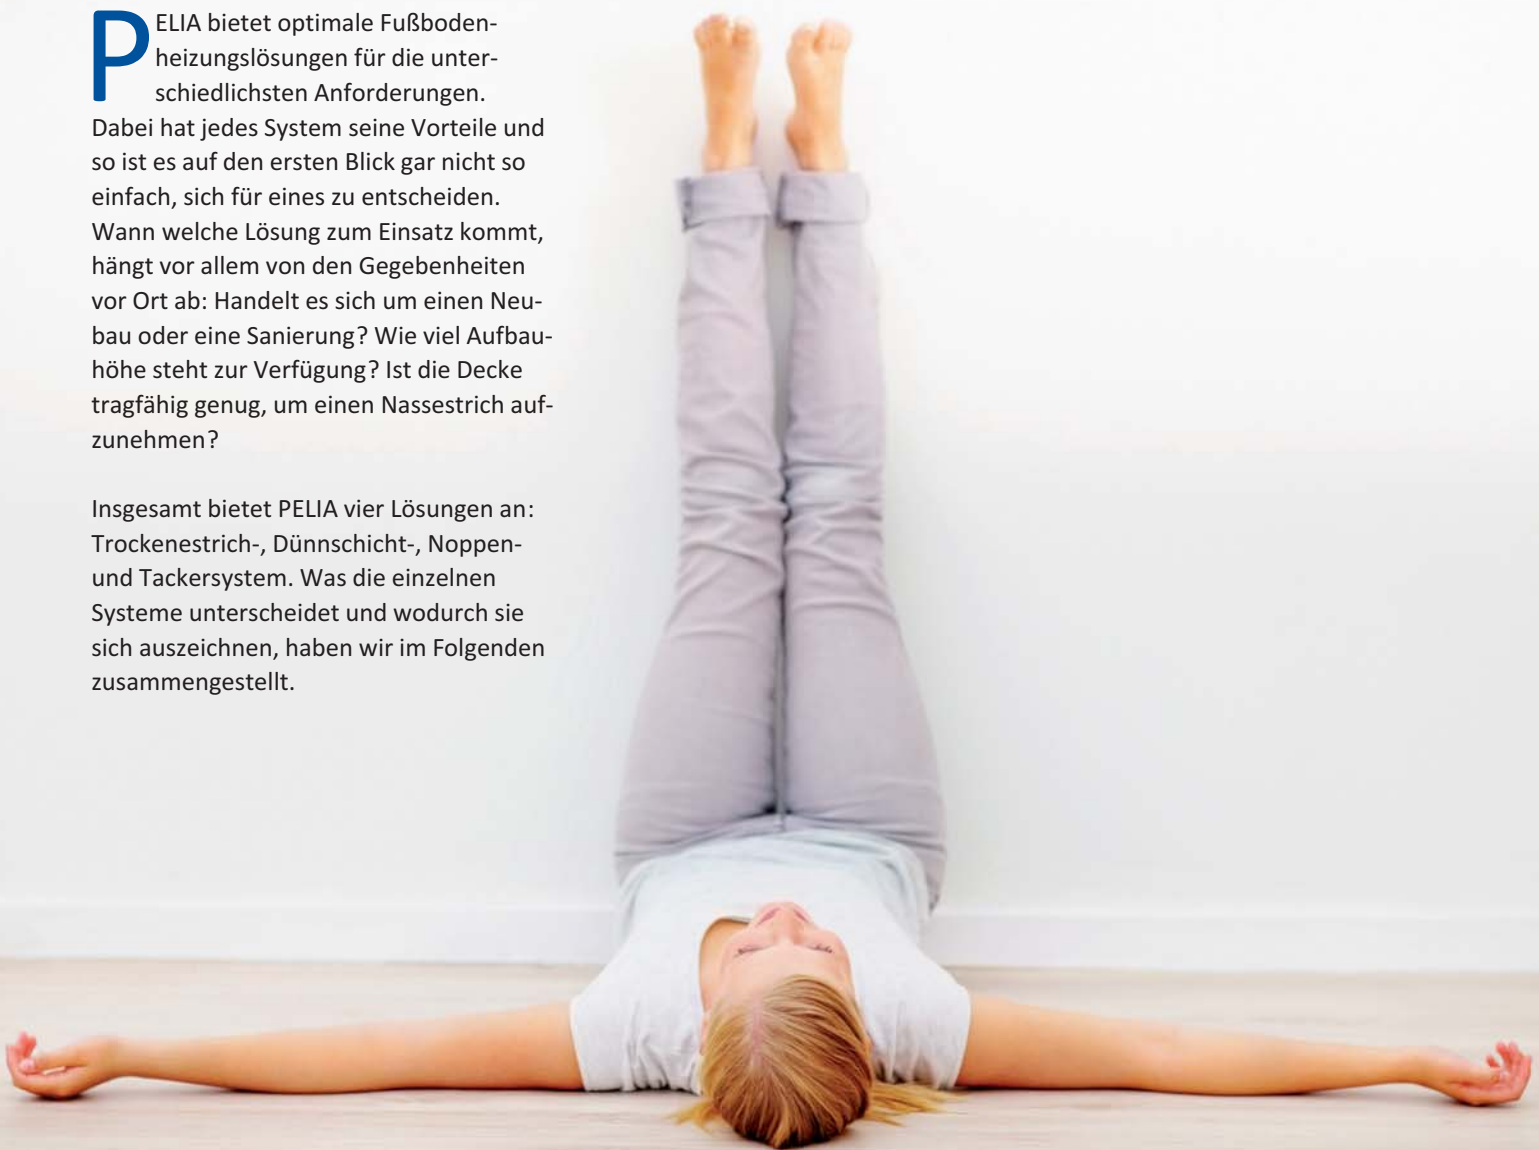 PELIA bietet optimale Fußboden-
heizungslösungen für die unter-
schiedlichsten Anforderungen.
Dabei hat jedes System seine Vorteile und
so ist es auf den ersten Blick gar nicht so
einfach, sich für eines zu entscheiden.
Wann welche Lösung zum Einsatz kommt,
hängt vor allem von den Gegebenheiten
vor Ort ab: Handelt es sich um einen Neu-
bau oder eine Sanierung? Wie viel Aufbau-
höhe steht zur Verfügung? Ist die Decke
tragfähig genug, um einen Nassestrich auf-
zunehmen?
Insgesamt bietet PELIA vier Lösungen an:
Trockenestrich-, Dünnschicht-, Noppen-
und Tackersystem. Was die einzelnen
Systeme unterscheidet und wodurch sie
sich auszeichnen, haben wir im Folgenden
zusammengestellt.